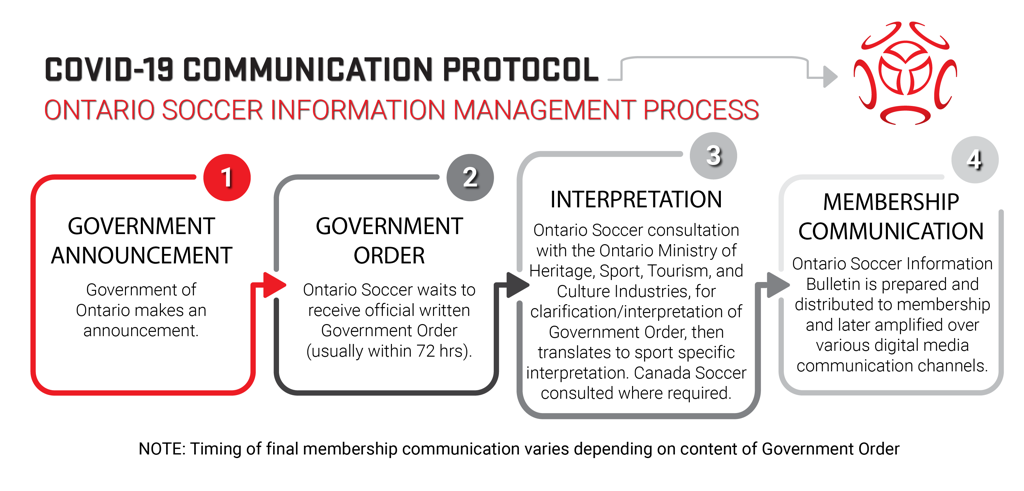 COVID-19 COMMUNICATION PROTOCOL
ONTARIO SOCCER INFORMATION MANAGEMENT PROCESS
1
GOVERNMENT
ANNOUNCEMENT
Government of
Ontario makes an
announcement.
2
GOVERNMENT
ORDER
Ontario Soccer waits to
receive official written
Government Order
(usually within 72 hrs).
3
INTERPRETATION
Ontario Soccer consultation
with the Ontario Ministry of
Heritage, Sport, Tourism, and
Culture Industries, for
clarification/interpretation of
Government Order, then
translates to sport specific
interpretation. Canada Soccer
consulted where required.
4
MEMBERSHIP
COMMUNICATION
Ontario Soccer Information
Bulletin is prepared and
distributed to membership
and later amplified over
various digital media
communication channels.
NOTE: Timing of final membership communication varies depending on content of Government Order